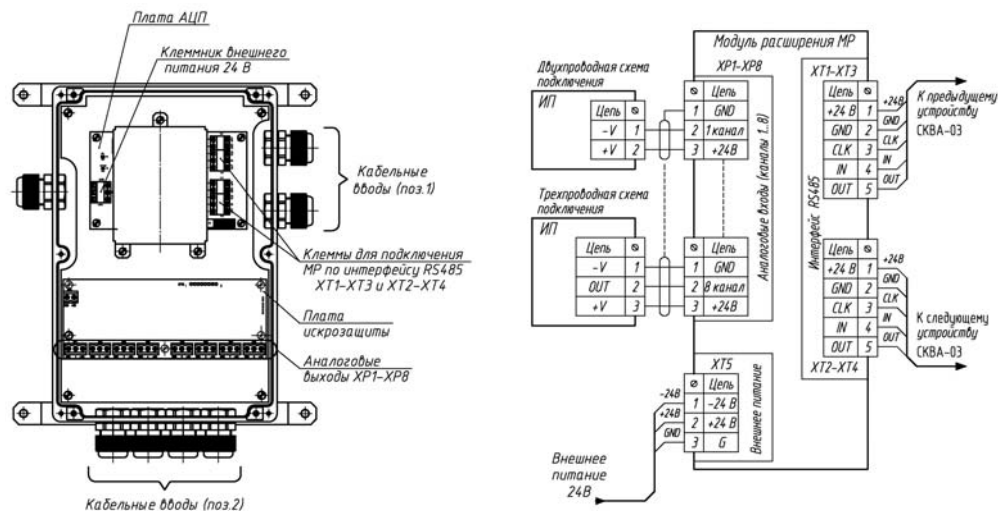 Плата АЦП
Клеммник внешнего
питания 24 В
Кабельные
вводы (поз.1)
Клеммы для подключения
МР по интерфейсу RS485
XT1-XT3 и XT2-XT4
Плата
искрозащиты
Аналоговые
выходы XP1-XP8
Кабельные вводы (поз.2)
Модуль расширения МР
Двухпроводная схема
подключения
ИП
Цепь
-V 1
+V 2
XP1-XP8
Цепь
1 GND
2 1 канал
3 +24В
Аналоговые входы (каналы 1..8)
Трехпроводная схема
подключения
ИП
Цепь
-V 1
OUT 2
+V 3
Цепь
1 GND
2 8 канал
3 +24В
XT1-XT3
Цепь
+24 В 1 +24В
GND 2 GND
CLK 3 CLK
IN 4 IN
OUT 5 OUT
К предыдущему
устройству
СКВА-03
Интерфейс RS485
Цепь
+24 В 1 +24В
GND 2 GND
CLK 3 CLK
IN 4 IN
OUT 5 OUT
XT2-XT4
К следующему
устройству
СКВА-03
XT5
Цепь
-24В 1 -24 В
+24В 2 +24 В
GND 3 G
Внешнее питание
Внешнее
питание
24В